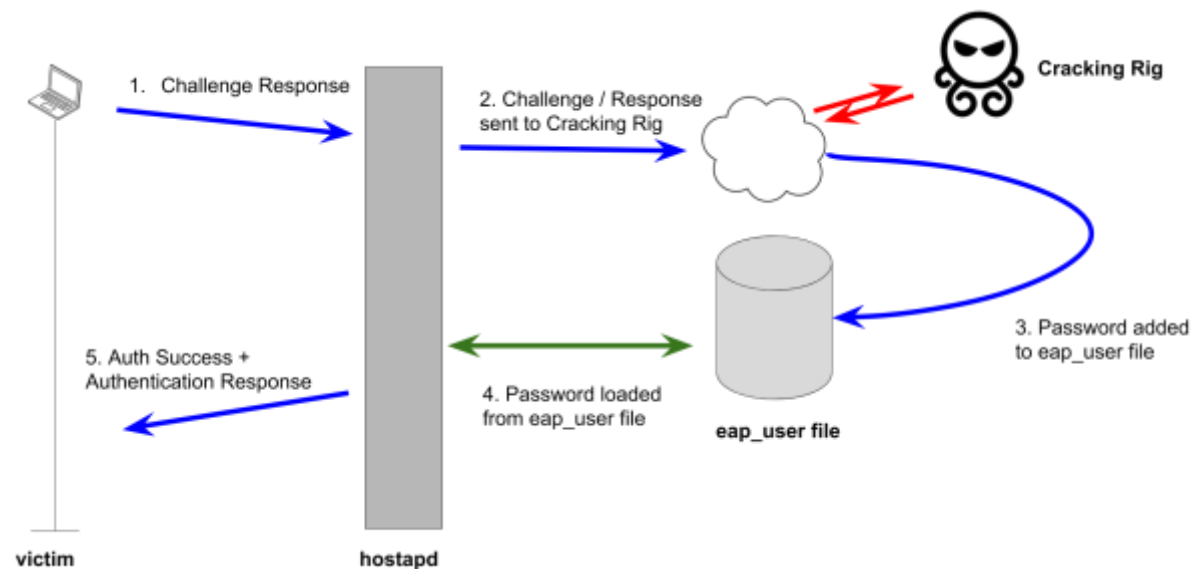 Cracking Rig
1. Challenge Response
2. Challenge / Response
sent to Cracking Rig
3. Password added
to eap_user file
5. Auth Success +
Authentication Response
4. Password loaded
from eap_user file
eap_user file
victim
hostapd